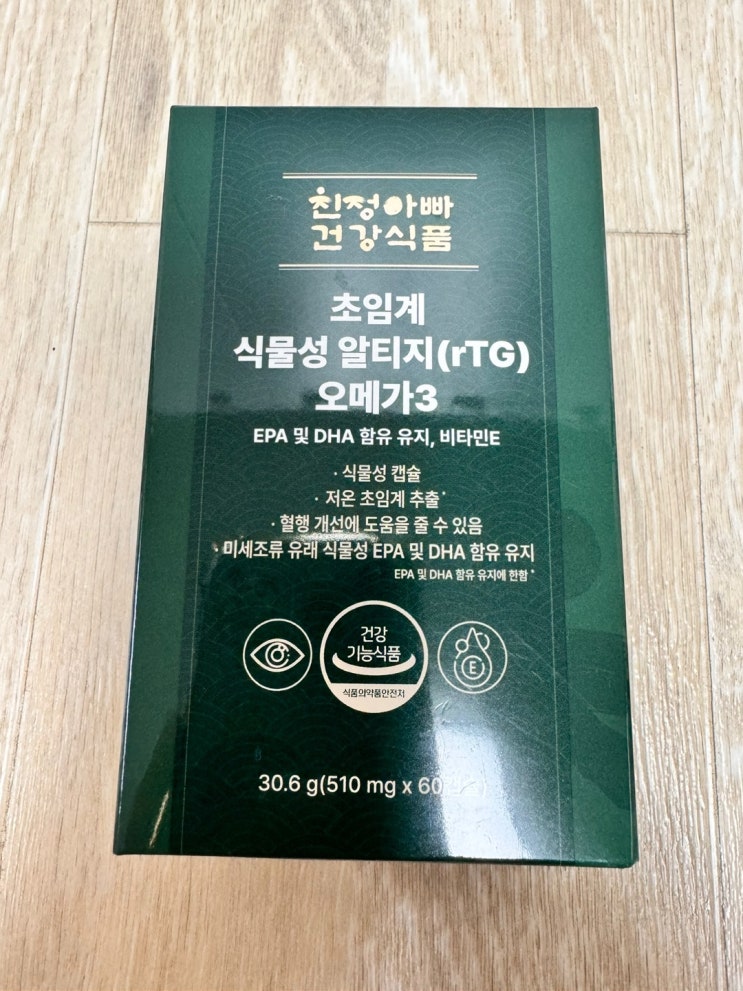 친정아빠
건강식품
초임계
식물성 알티지(rTG)
오메가3
EPA 및 DHA 함유 유지, 비타민E
· 식물성 캡슐
· 저온 초임계 추출*
· 혈행 개선에 도움을 줄 수 있음
· 미세조류 유래 식물성 EPA 및 DHA 함유 유지
EPA 및 DHA 함유 유지에 한함*
건강
기능식품
식품의약품안전처
E
30.6 g(510 mg x 60